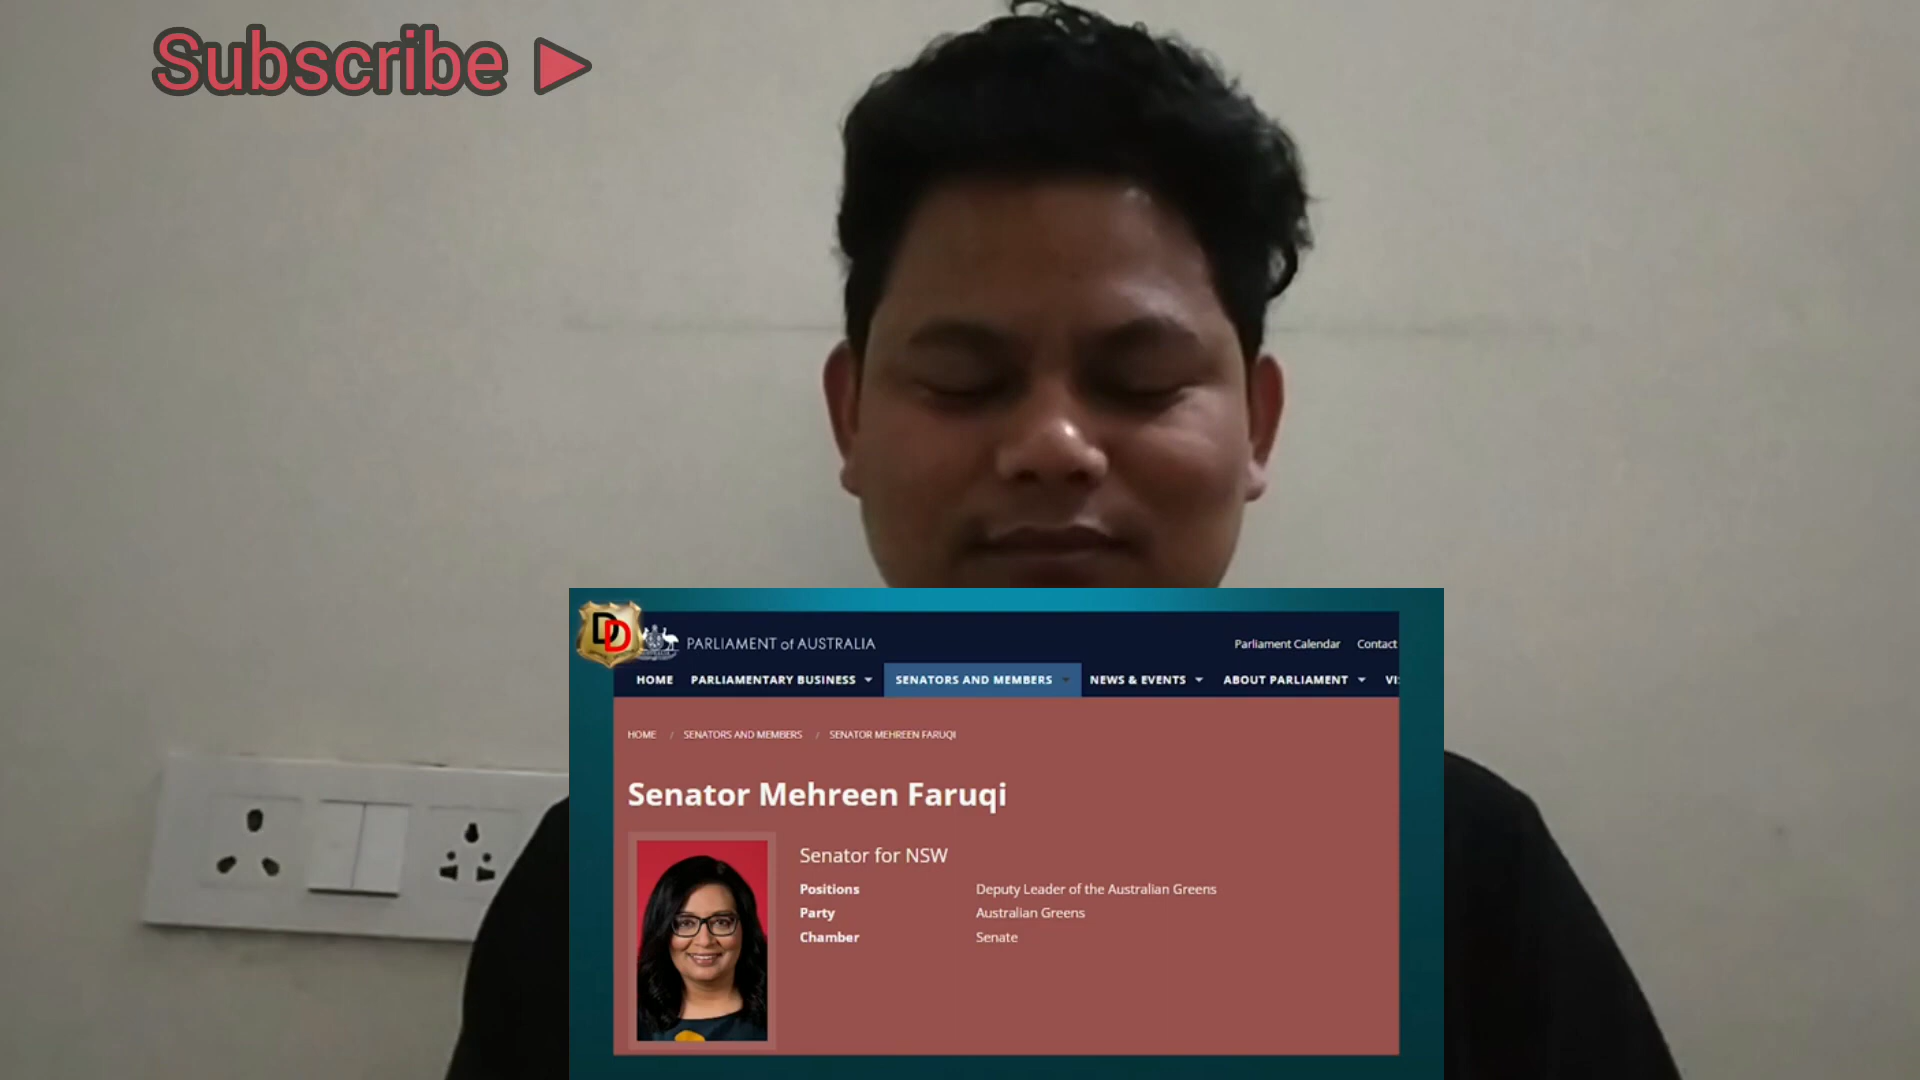 Subscribe
DD
PARLIAMENT of AUSTRALIA
Parliament Calendar Contact
HOME PARLIAMENTARY BUSINESS SENATORS AND MEMBERS NEWS & EVENTS ABOUT PARLIAMENT VI
HOME / SENATORS AND MEMBERS / SENATOR MEHREEN FARUQI
Senator Mehreen Faruqi
Senator for NSW
Positions Deputy Leader of the Australian Greens
Party Australian Greens
Chamber Senate